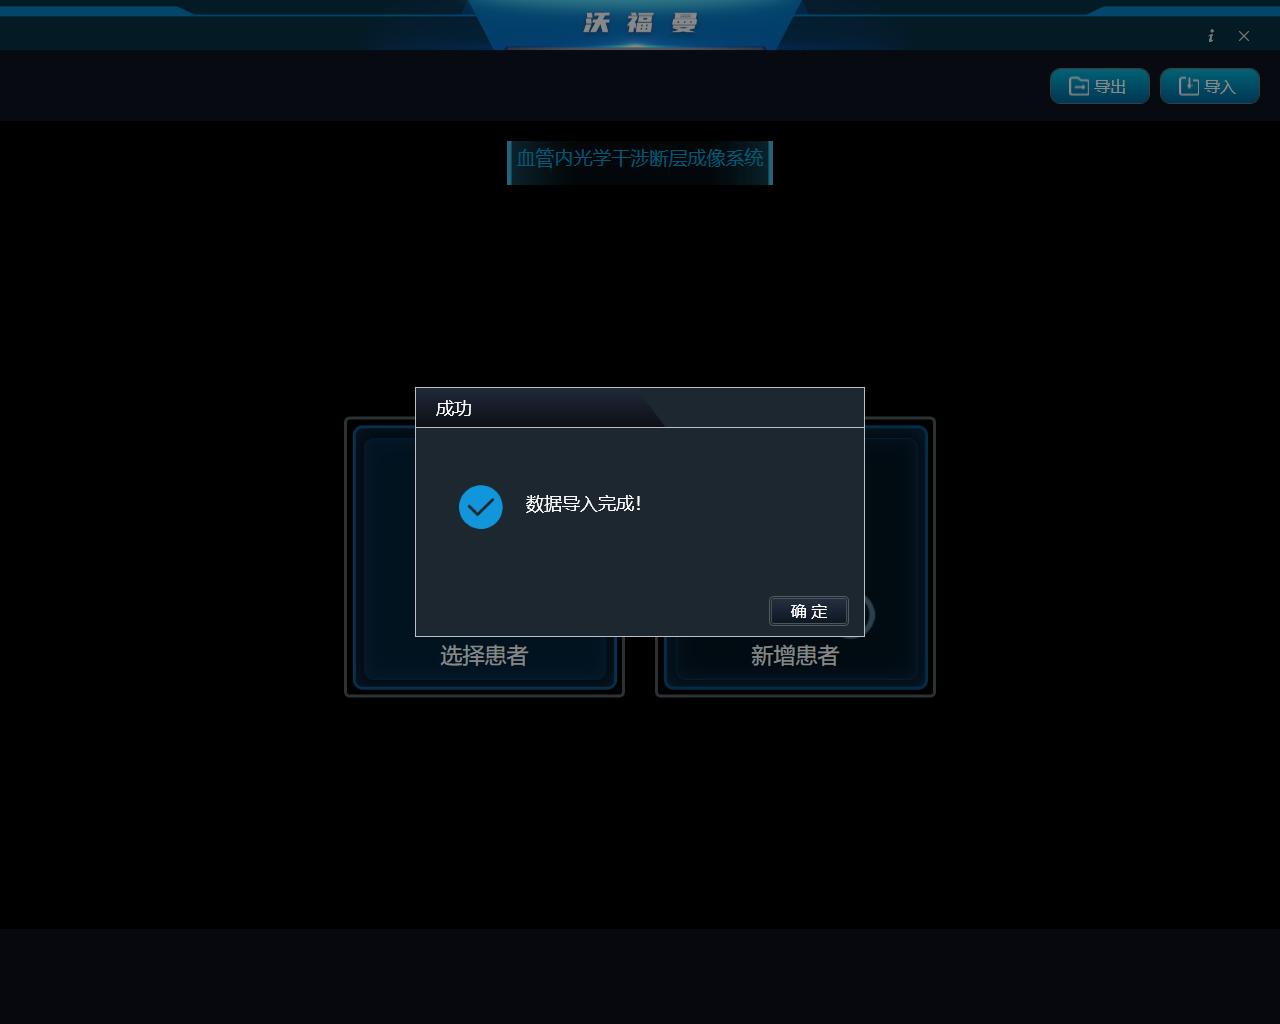 沃福曼
i
导出
导入
血管内光学干涉断层成像系统
成功
数据导入完成!
确定
选择患者
新增患者